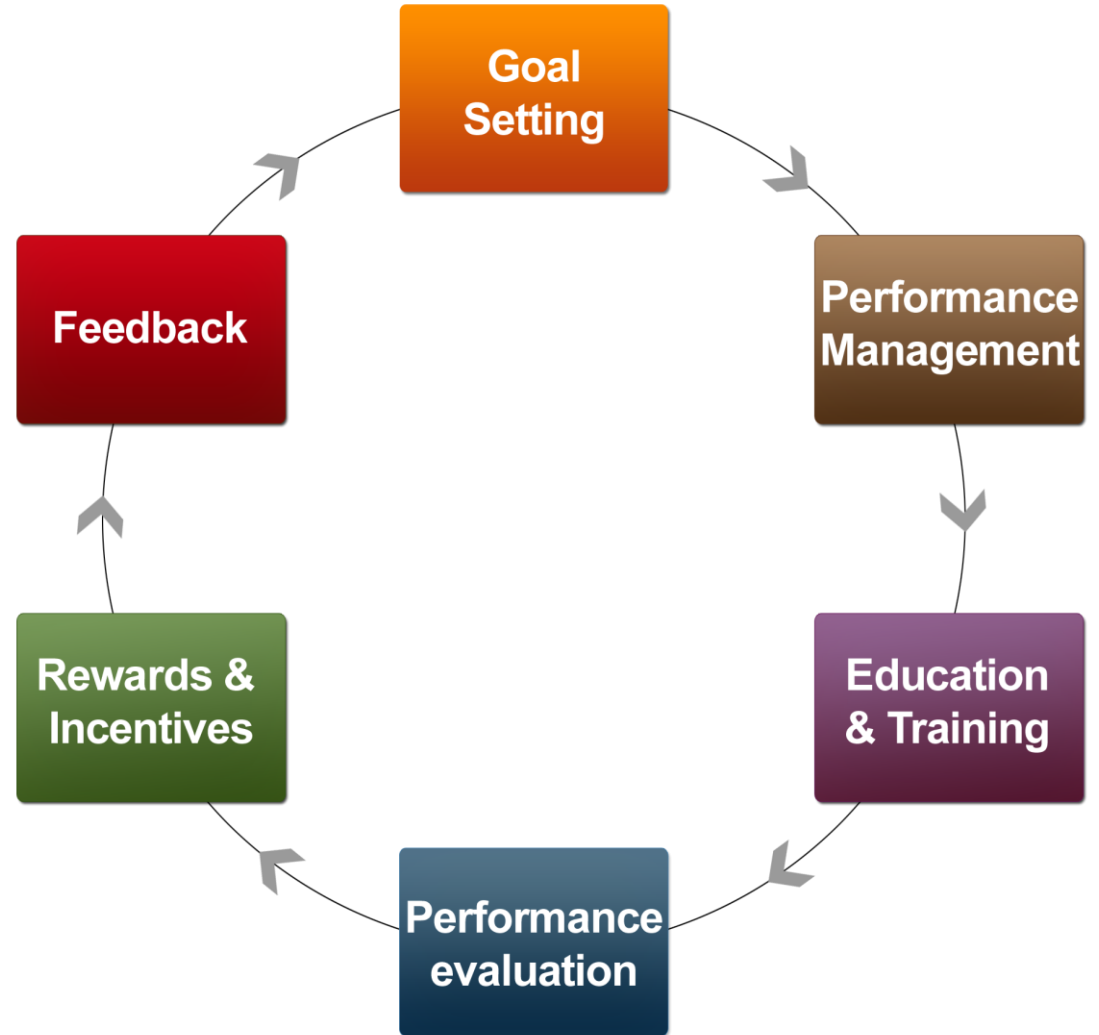 Goal
Setting
Performance
Management
Education
& Training
Performance
evaluation
Rewards &
Incentives
Feedback